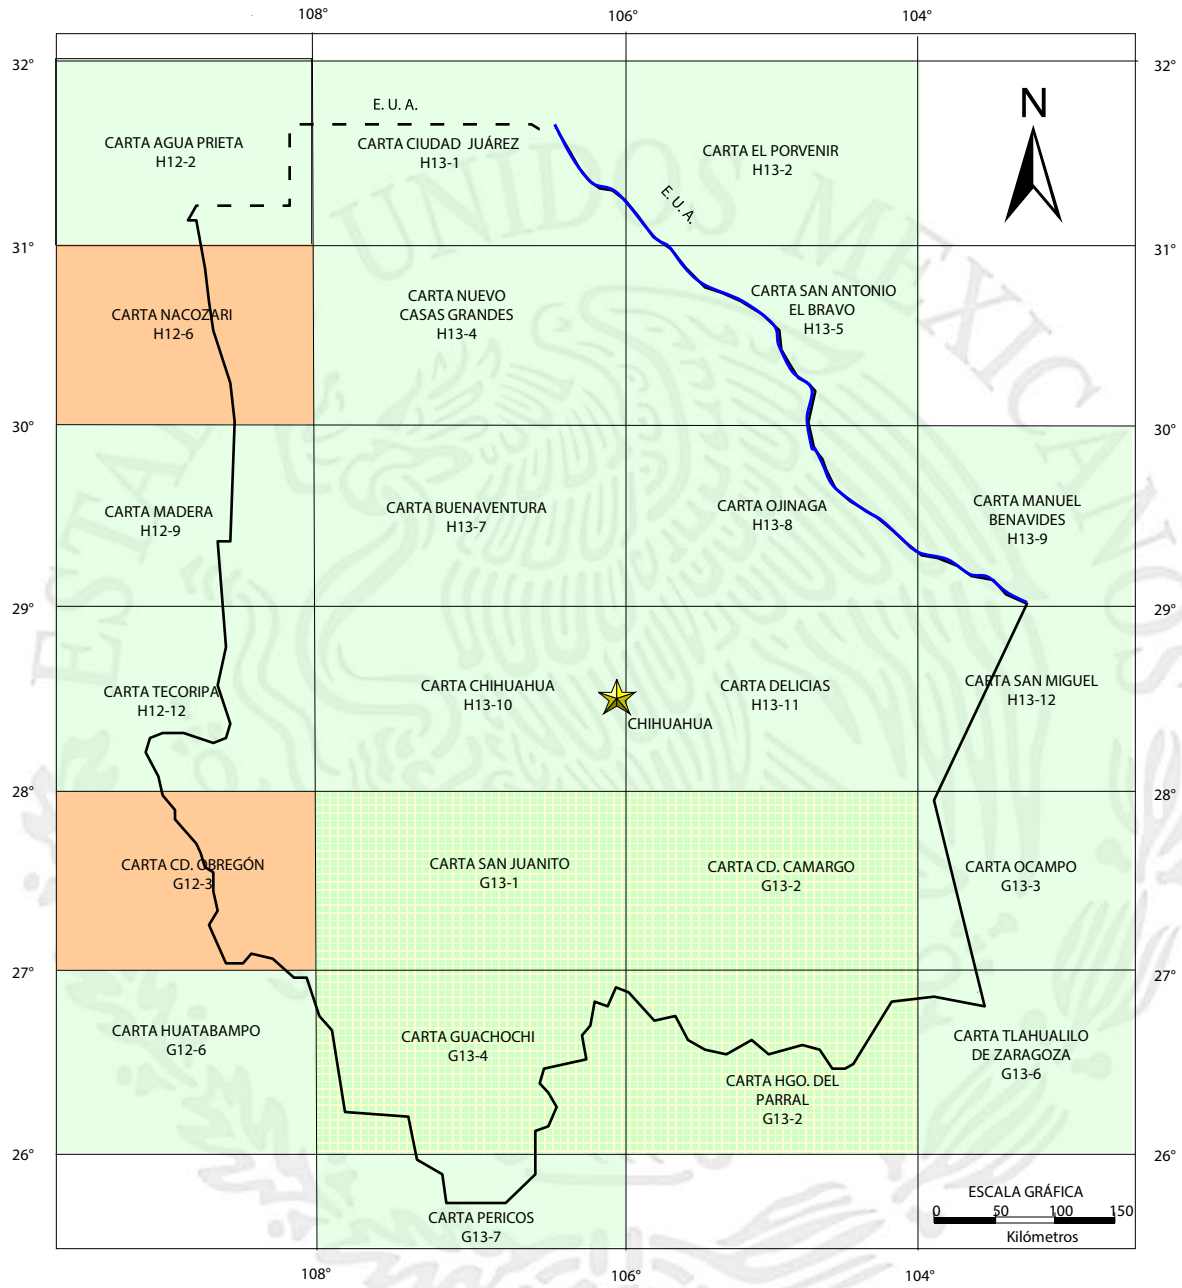 108°
106°
104°
32°
32°
E. U. A.
CARTA AGUA PRIETA
H12-2
CARTA CIUDAD JUÁREZ
H13-1
CARTA EL PORVENIR
H13-2
N
E. U. A.
31°
31°
CARTA NACOZARI
H12-6
CARTA NUEVO
CASAS GRANDES
H13-4
CARTA SAN ANTONIO
EL BRAVO
H13-5
30°
30°
CARTA MADERA
H12-9
CARTA BUENAVENTURA
H13-7
CARTA OJINAGA
H13-8
CARTA MANUEL
BENAVIDES
H13-9
29°
29°
CARTA TECORIPA
H12-12
CARTA CHIHUAHUA
H13-10
CHIHUAHUA
CARTA DELICIAS
H13-11
CARTA SAN MIGUEL
H13-12
28°
28°
CARTA CD. OBREGÓN
G12-3
CARTA SAN JUANITO
G13-1
CARTA CD. CAMARGO
G13-2
CARTA OCAMPO
G13-3
27°
27°
CARTA HUATABAMPO
G12-6
CARTA GUACHOCHI
G13-4
CARTA HGO. DEL
PARRAL
G13-2
CARTA TLAHUALILO
DE ZARAGOZA
G13-6
26°
26°
CARTA PERICOS
G13-7
ESCALA GRÁFICA
0 50 100 150
Kilómetros
108°
106°
104°
ESTADOS UNIDOS MEXICANOS